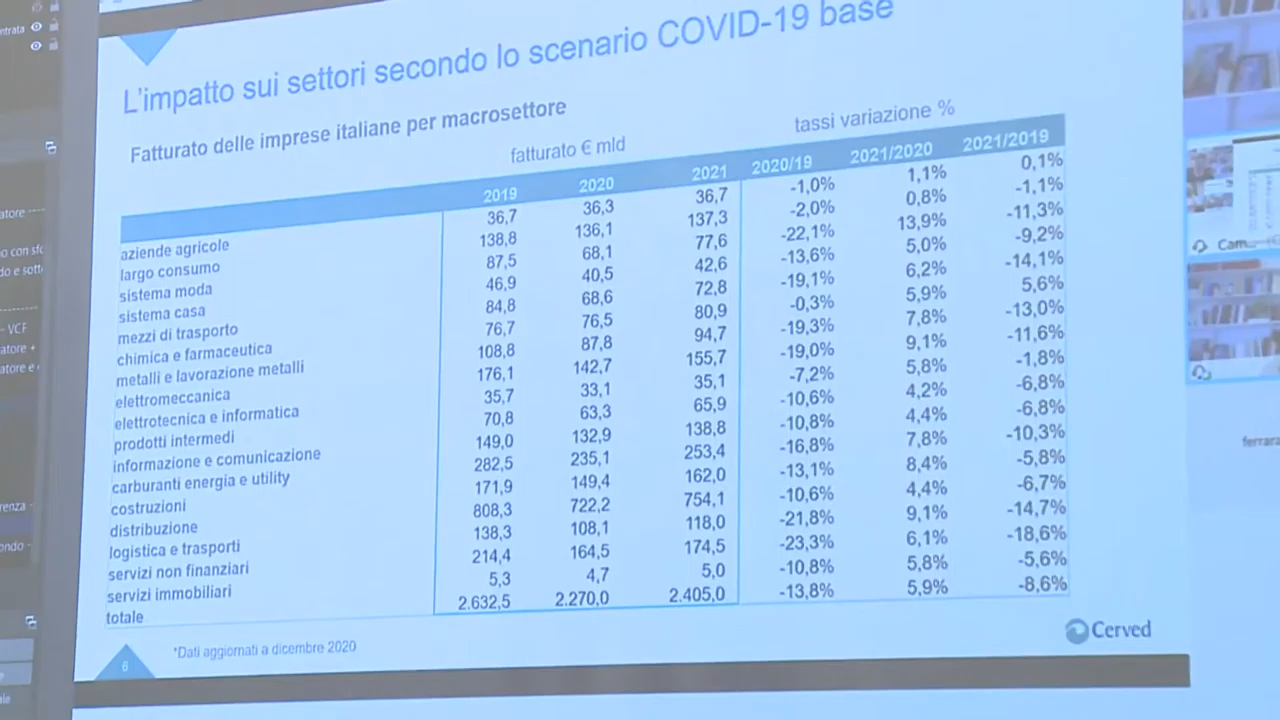 L'impatto sui settori secondo lo scenario COVID-19 base
Fatturato delle imprese italiane per macrosettore
fatturato € mld tassi variazione %
2019 2020 2021 2020/19 2021/2020 2021/2019
aziende agricole 36,7 36,3 36,7 -1,0% 1,1% 0,1%
largo consumo 138,8 136,1 137,3 -2,0% 0,8% -1,1%
sistema moda 87,5 68,1 77,6 -22,1% 13,9% -11,3%
sistema casa 46,9 40,5 42,6 -13,6% 5,0% -9,2%
mezzi di trasporto 84,8 68,6 72,8 -19,1% 6,2% -14,1%
chimica e farmaceutica 76,7 76,5 80,9 -0,3% 5,9% 5,6%
metalli e lavorazione metalli 108,8 87,8 94,7 -19,3% 7,8% -13,0%
elettromeccanica 176,1 142,7 155,7 -19,0% 9,1% -11,6%
elettrotecnica e informatica 35,7 33,1 35,1 -7,2% 5,8% -1,8%
prodotti intermedi 70,8 63,3 65,9 -10,6% 4,2% -6,8%
informazione e comunicazione 149,0 132,9 138,8 -10,8% 4,4% -6,8%
carburanti energia e utility 282,5 235,1 253,4 -16,8% 7,8% -10,3%
costruzioni 171,9 149,4 162,0 -13,1% 8,4% -5,8%
distribuzione 808,3 722,2 754,1 -10,6% 4,4% -6,7%
logistica e trasporti 138,3 108,1 118,0 -21,8% 9,1% -14,7%
servizi non finanziari 214,4 164,5 174,5 -23,3% 6,1% -18,6%
servizi immobiliari 5,3 4,7 5,0 -10,8% 5,8% -5,6%
totale 2.632,5 2.270,0 2.405,0 -13,8% 5,9% -8,6%
*Dati aggiornati a dicembre 2020
6
Cerved
ntrata
atore ----
o con sfo
do e sott
- VCF
atore +
atore e
renza -
ondo -
ale
Cam...
ferrara